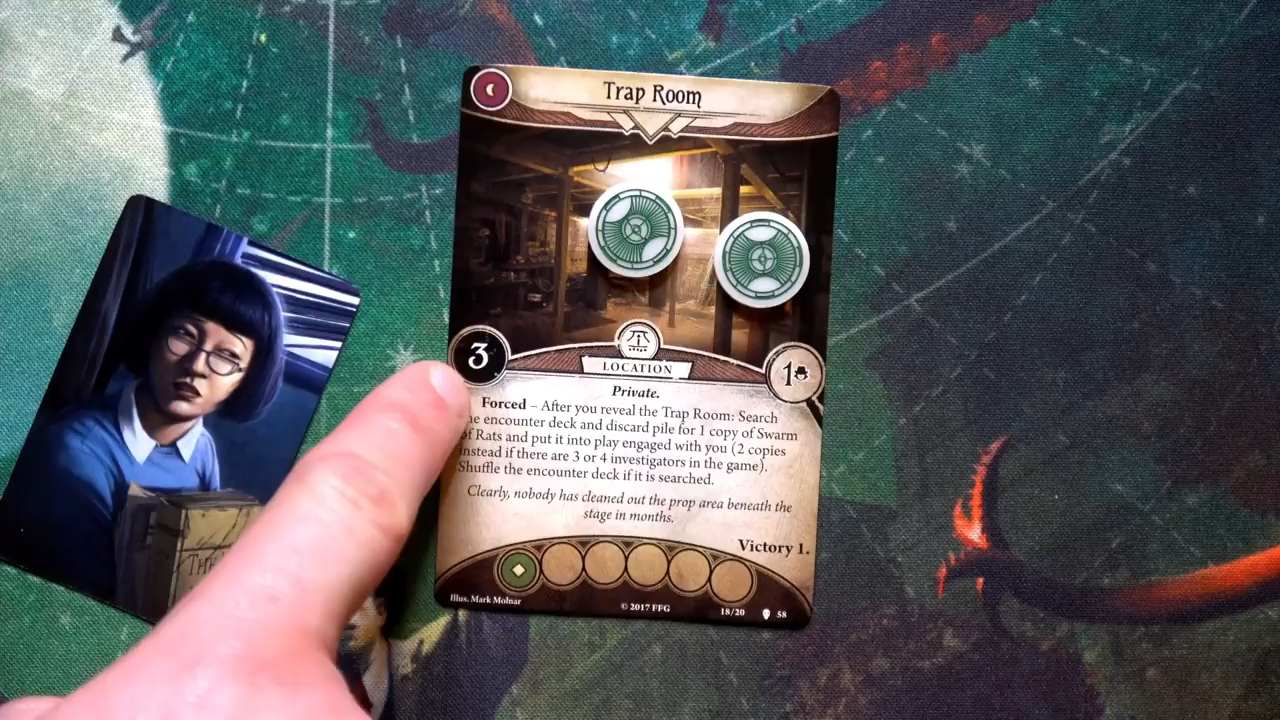 Trap Room
3
LOCATION
1
Private.
Forced – After you reveal the Trap Room: Search
encounter deck and discard pile for 1 copy of Swarm
of Rats and put it into play engaged with you (2 copies
instead if there are 3 or 4 investigators in the game).
Shuffle the encounter deck if it is searched.
Clearly, nobody has cleaned out the prop area beneath the
stage in months.
Victory 1.
Illus. Mark Molnar
© 2017 FFG
18/20
58
THE